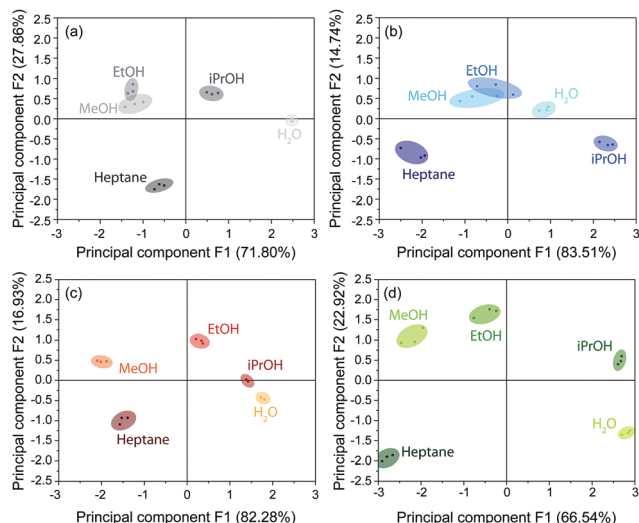 (a)
EtOH
iPrOH
MeOH
H₂O
Heptane
Principal component F2 (27.86%)
2.5
2.0
1.5
1.0
0.5
0.0
-0.5
-1.0
-1.5
-2.0
-2.5
-3
-2
-1
0
1
2
3
Principal component F1 (71.80%)
(b)
EtOH
MeOH
H₂O
iPrOH
Heptane
Principal component F2 (14.74%)
2.5
2.0
1.5
1.0
0.5
0.0
-0.5
-1.0
-1.5
-2.0
-2.5
-3
-2
-1
0
1
2
3
Principal component F1 (83.51%)
(c)
EtOH
MeOH
iPrOH
H₂O
Heptane
Principal component F2 (16.93%)
2.5
2.0
1.5
1.0
0.5
0.0
-0.5
-1.0
-1.5
-2.0
-2.5
-3
-2
-1
0
1
2
3
Principal component F1 (82.28%)
(d)
MeOH
EtOH
iPrOH
H₂O
Heptane
Principal component F2 (22.92%)
2.5
2.0
1.5
1.0
0.5
0.0
-0.5
-1.0
-1.5
-2.0
-2.5
-3
-2
-1
0
1
2
3
Principal component F1 (66.54%)